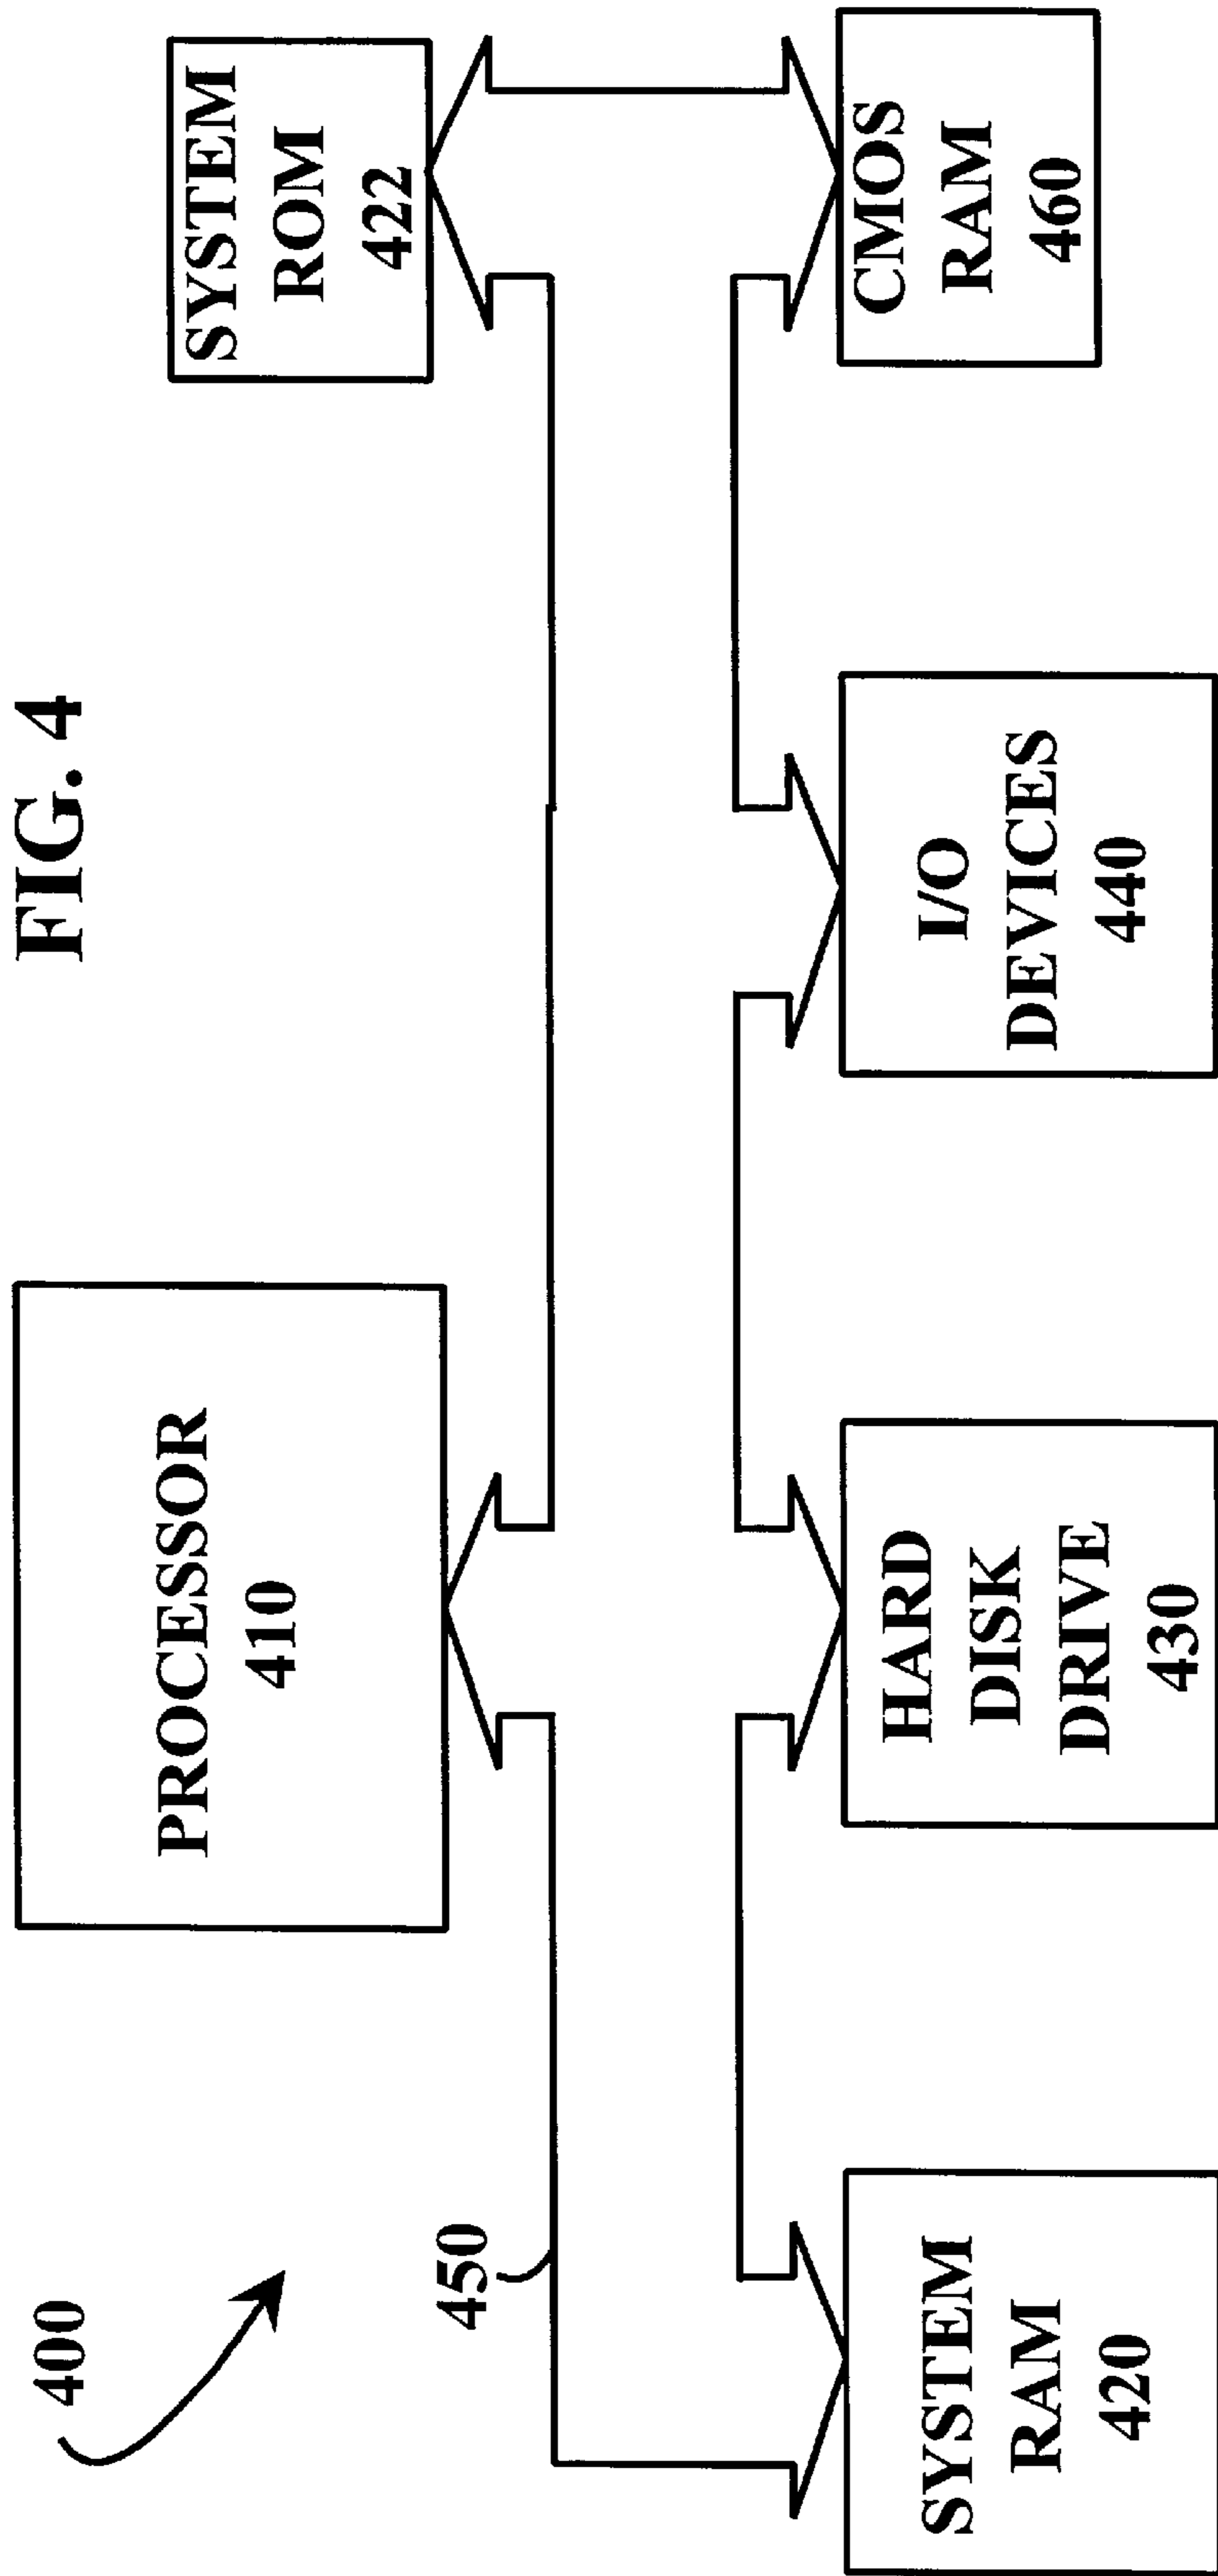 FIG. 4
400
PROCESSOR
410
SYSTEM
ROM
422
450
SYSTEM
RAM
420
HARD
DISK
DRIVE
430
I/O
DEVICES
440
CMOS
RAM
460